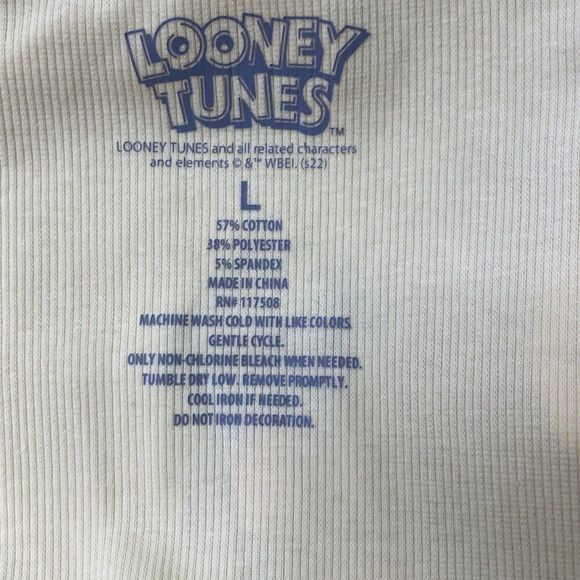 LOONEY
TUNES™
LOONEY TUNES and all related characters
and elements © &™ WBEI. (s22)
L
57% COTTON
38% POLYESTER
5% SPANDEX
MADE IN CHINA
RN# 117508
MACHINE WASH COLD WITH LIKE COLORS.
GENTLE CYCLE.
ONLY NON-CHLORINE BLEACH WHEN NEEDED.
TUMBLE DRY LOW. REMOVE PROMPTLY.
COOL IRON IF NEEDED.
DO NOT IRON DECORATION.